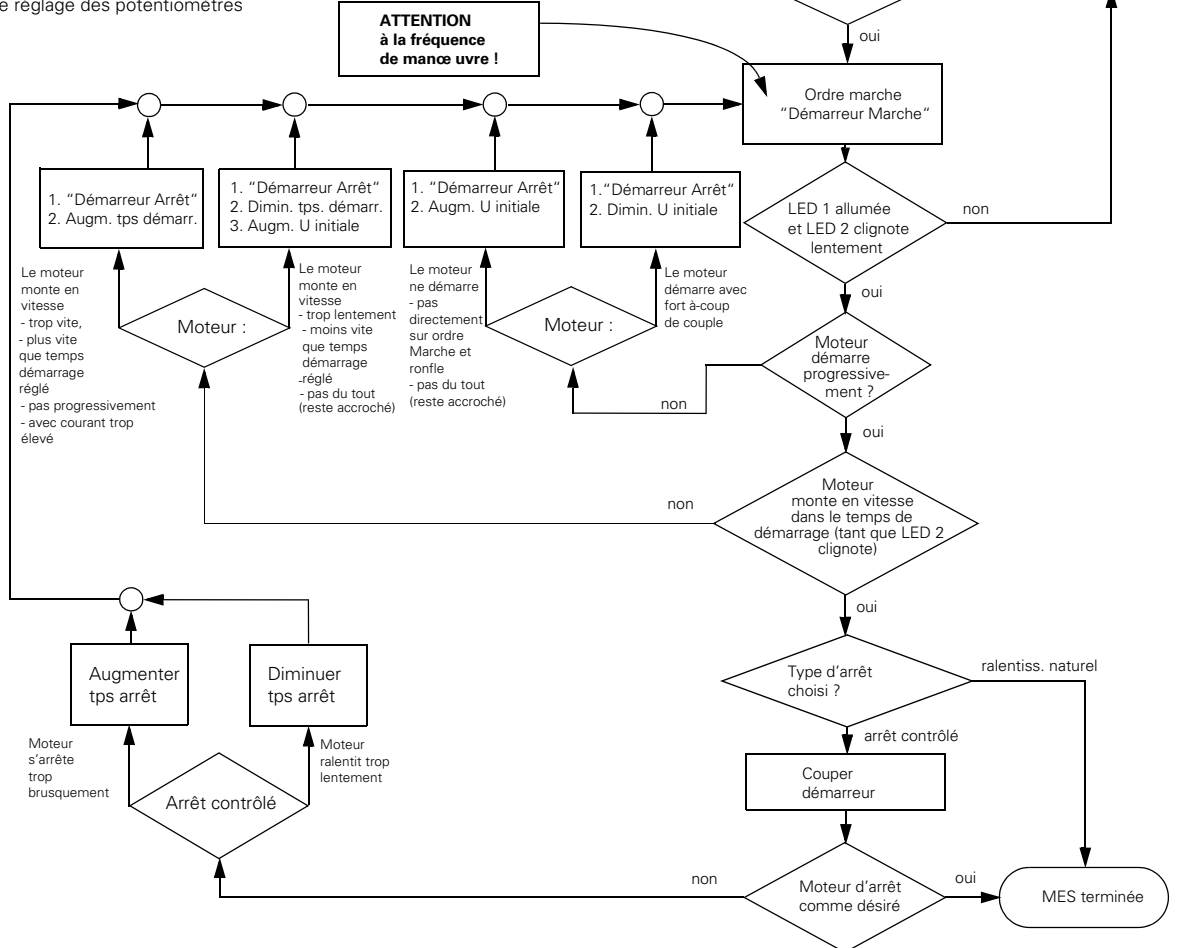 e réglage des potentiomètres
ATTENTION
à la fréquence
de manœ uvre !
oui
Ordre marche
“Démarreur Marche“
1. “Démarreur Arrêt“
2. Augm. tps démarr.
1. “Démarreur Arrêt“
2. Dimin. tps. démarr.
3. Augm. U initiale
1. “Démarreur Arrêt“
2. Augm. U initiale
1.“Démarreur Arrêt“
2. Dimin. U initiale
LED 1 allumée
et LED 2 clignote
lentement
non
Le moteur
monte en
vitesse
- trop vite,
- plus vite
que temps
démarrage
réglé
- pas progressivement
- avec courant trop
élevé
Moteur :
Le moteur
monte en
vitesse
- trop lentement
- moins vite
que temps
démarrage
-réglé
- pas du tout
(reste accroché)
Le moteur
ne démarre
- pas
directement
sur ordre
Marche et
ronfle
- pas du tout
(reste accroché)
Moteur :
Le moteur
démarre avec
fort à-coup
de couple
oui
Moteur
démarre
progressive-
ment ?
non
oui
Moteur
monte en vitesse
dans le temps de
démarrage (tant que LED 2
clignote)
non
oui
Type d’arrêt
choisi ?
ralentiss. naturel
arrêt contrôlé
Couper
démarreur
Augmenter
tps arrêt
Diminuer
tps arrêt
Moteur
s’arrête
trop
brusquement
Moteur
ralentit trop
lentement
Arrêt contrôlé
non
Moteur d’arrêt
comme désiré
oui
MES terminée